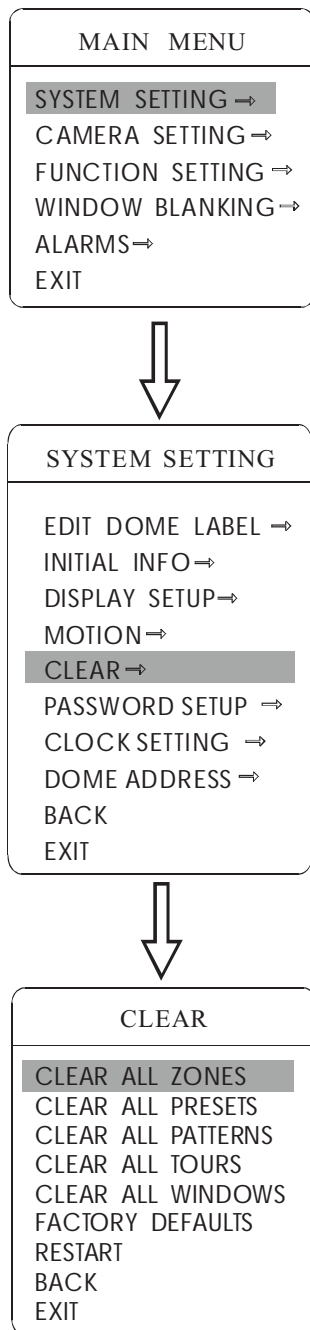 MAIN MENU
SYSTEM SETTING →
CAMERA SETTING →
FUNCTION SETTING →
WINDOW BLANKING →
ALARMS →
EXIT
SYSTEM SETTING
EDIT DOME LABEL →
INITIAL INFO →
DISPLAY SETUP →
MOTION →
CLEAR →
PASSWORD SETUP →
CLOCK SETTING →
DOME ADDRESS →
BACK
EXIT
CLEAR
CLEAR ALL ZONES
CLEAR ALL PRESETS
CLEAR ALL PATTERNS
CLEAR ALL TOURS
CLEAR ALL WINDOWS
FACTORY DEFAULTS
RESTART
BACK
EXIT